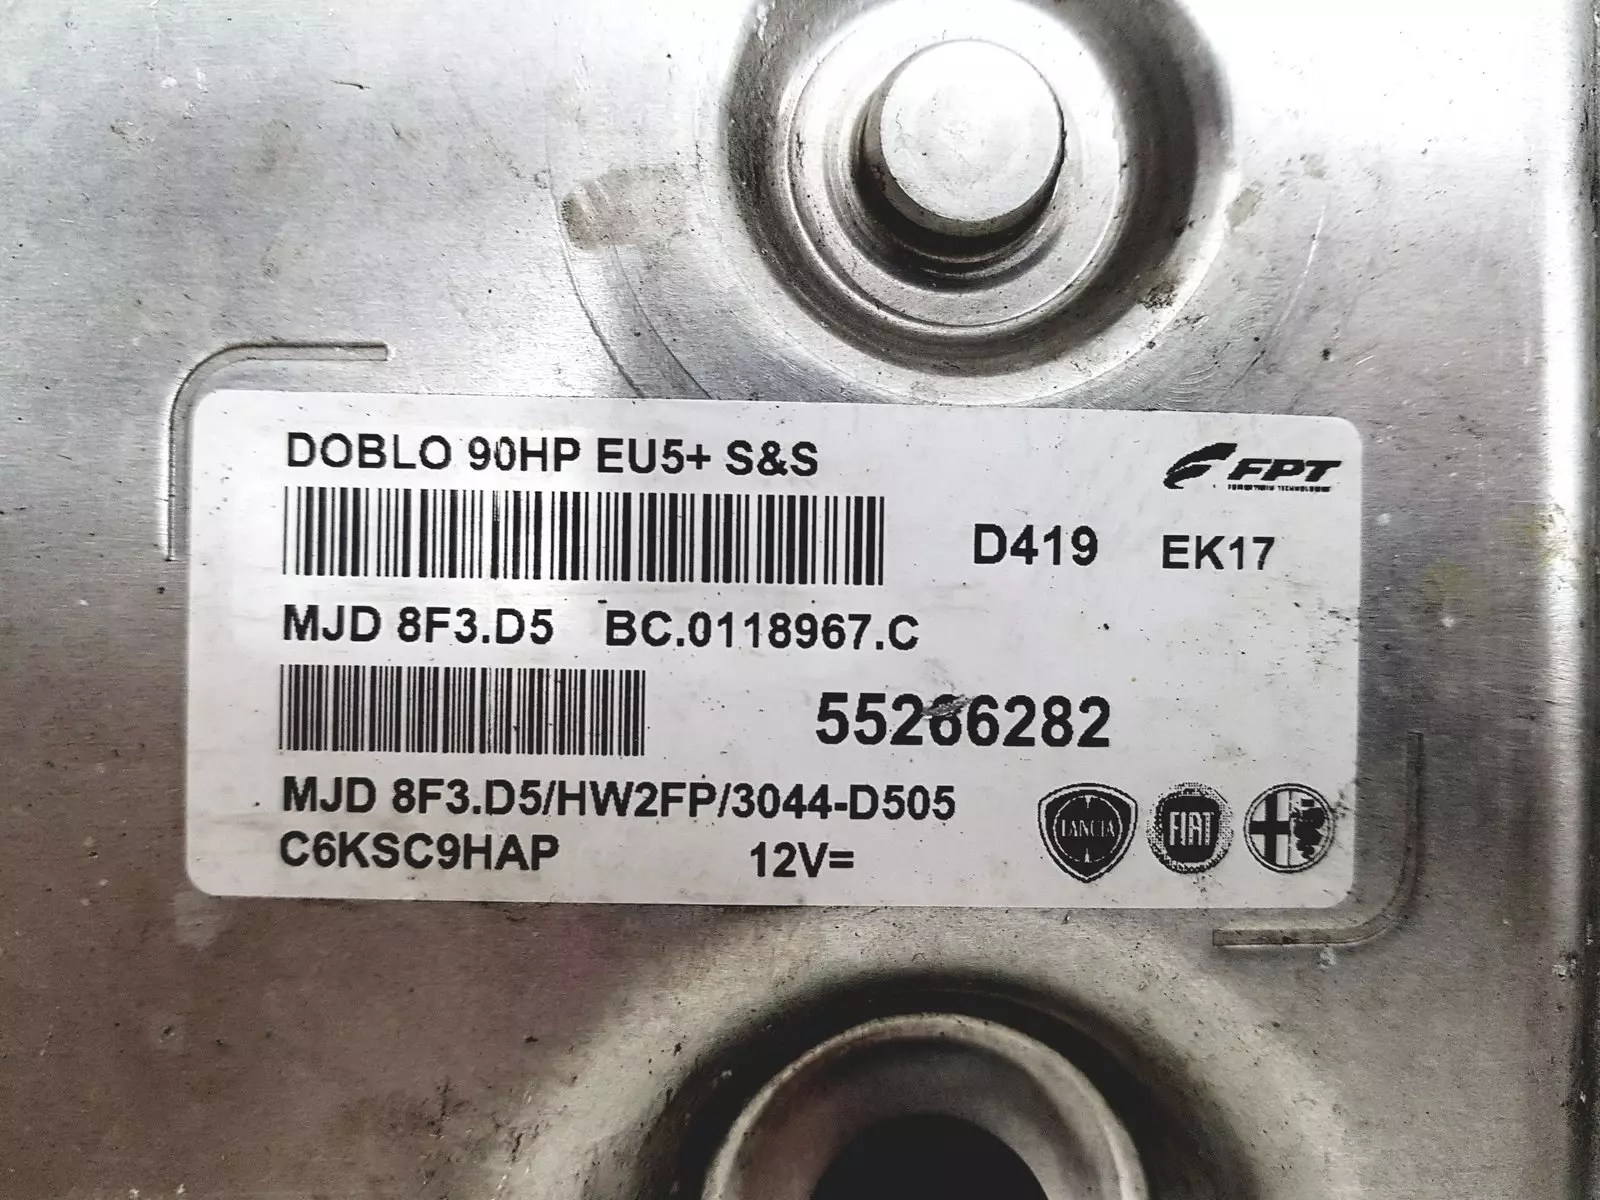 DOBLO 90HP EU5+ S&S
FPT
D419 EK17
MJD 8F3.D5 BC.0118967.C
55266282
MJD 8F3.D5/HW2FP/3044-D505
C6KSC9HAP 12V=
LANCIA FIAT